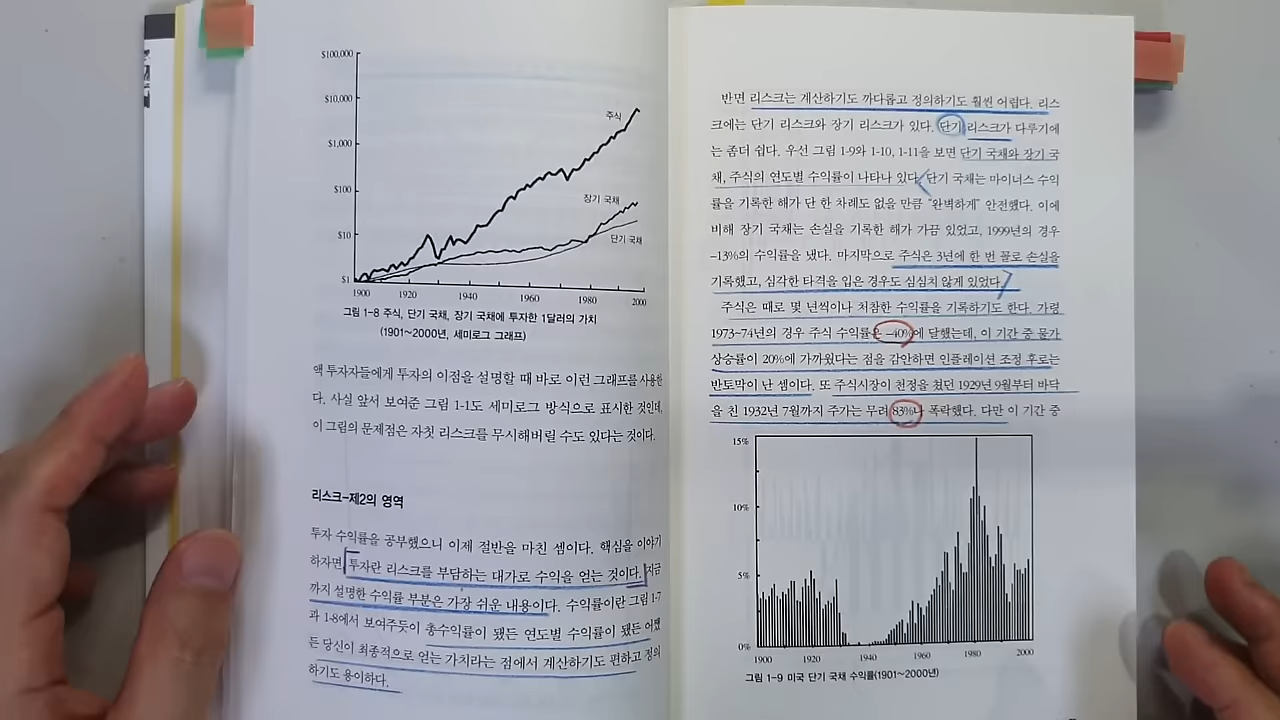 $100,000
$10,000
$1,000
$100
$10
$1
주식
장기 국채
단기 국채
1900 1920 1940 1960 1980 2000
그림 1-8 주식, 단기 국채, 장기 국채에 투자한 1달러의 가치
(1901~2000년, 세미로그 그래프)
액 투자자들에게 투자의 이점을 설명할 때 바로 이런 그래프를 사용한
다. 사실 앞서 보여준 그림 1-1도 세미로그 방식으로 표시한 것인데,
이 그림의 문제점은 자칫 리스크를 무시해버릴 수도 있다는 것이다.
리스크-제2의 영역
투자 수익률을 공부했으니 이제 절반을 마친 셈이다. 핵심을 이야기
하자면 투자란 리스크를 부담하는 대가로 수익을 얻는 것이다. 지금
까지 설명한 수익률 부분은 가장 쉬운 내용이다. 수익률이란 그림 1-7
과 1-8에서 보여주듯이 총수익률이 됐든 연도별 수익률이 됐든 어쨌
든 당신이 최종적으로 얻는 가치라는 점에서 계산하기도 편하고 정의
하기도 용이하다.
반면 리스크는 계산하기도 까다롭고 정의하기도 훨씬 어렵다. 리스
크에는 단기 리스크와 장기 리스크가 있다. 단기 리스크가 다루기에
는 좀더 쉽다. 우선 그림 1-9와 1-10, 1-11을 보면 단기 국채와 장기 국
채, 주식의 연도별 수익률이 나타나 있다. 단기 국채는 마이너스 수익
률을 기록한 해가 단 한 차례도 없을 만큼 “완벽하게” 안전했다. 이에
비해 장기 국채는 손실을 기록한 해가 가끔 있었고, 1999년의 경우
-13%의 수익률을 냈다. 마지막으로 주식은 3년에 한 번 꼴로 손실을
기록했고, 심각한 타격을 입은 경우도 심심치 않게 있었다.
주식은 때로 몇 년씩이나 처참한 수익률을 기록하기도 한다. 가령
1973~74년의 경우 주식 수익률은 -40%에 달했는데, 이 기간 중 물가
상승률이 20%에 가까웠다는 점을 감안하면 인플레이션 조정 후로는
반토막이 난 셈이다. 또 주식시장이 천정을 쳤던 1929년 9월부터 바닥
을 친 1932년 7월까지 주가는 무려 83%나 폭락했다. 다만 이 기간 중
15%
10%
5%
0%
1900 1920 1940 1960 1980 2000
그림 1-9 미국 단기 국채 수익률(1901~2000년)